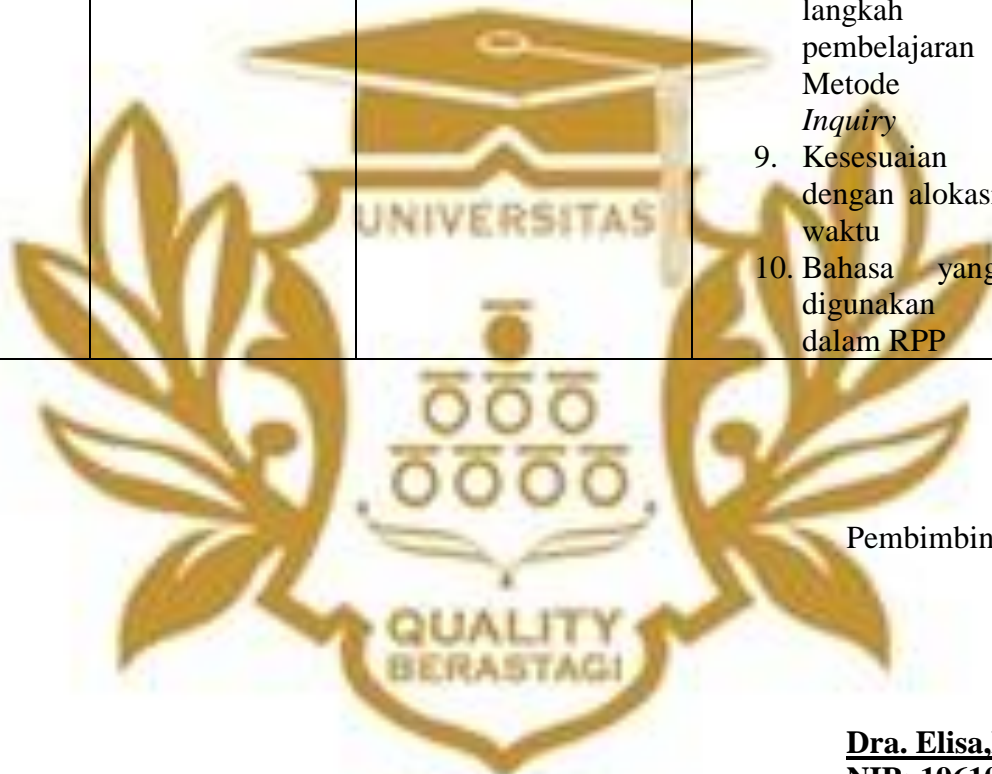 langkah
pembelajaran
Metode
Inquiry
9. Kesesuaian
dengan alokasi
waktu
10. Bahasa yang
digunakan
dalam RPP
UNIVERSITAS
QUALITY
BERASTAGI
Pembimbin
Dra. Elisa,